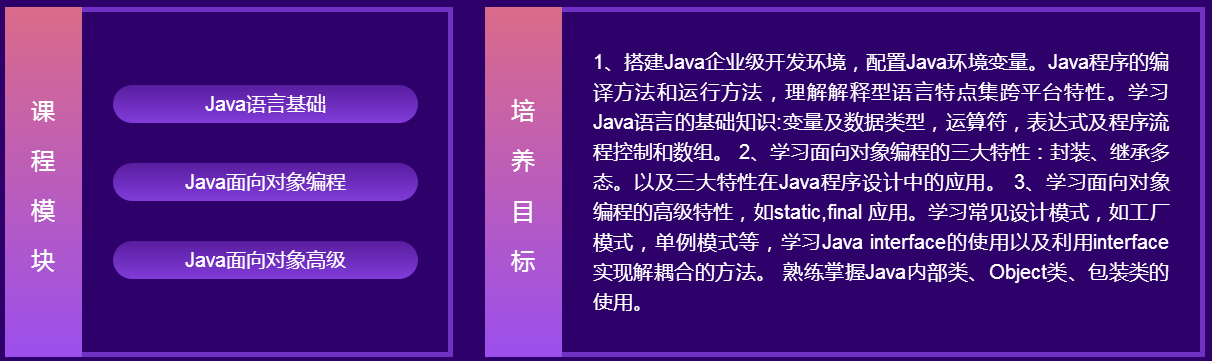 课
程
模
块
Java语言基础
Java面向对象编程
Java面向对象高级
培
养
目
标
1、搭建Java企业级开发环境，配置Java环境变量。Java程序的编
译方法和运行方法，理解解释型语言特点集跨平台特性。学习
Java语言的基础知识:变量及数据类型，运算符，表达式及程序流
程控制和数组。 2、学习面向对象编程的三大特性：封装、继承多
态。以及三大特性在Java程序设计中的应用。 3、学习面向对象
编程的高级特性，如static,final 应用。学习常见设计模式，如工厂
模式，单例模式等，学习Java interface的使用以及利用interface
实现解耦合的方法。 熟练掌握Java内部类、Object类、包装类的
使用。